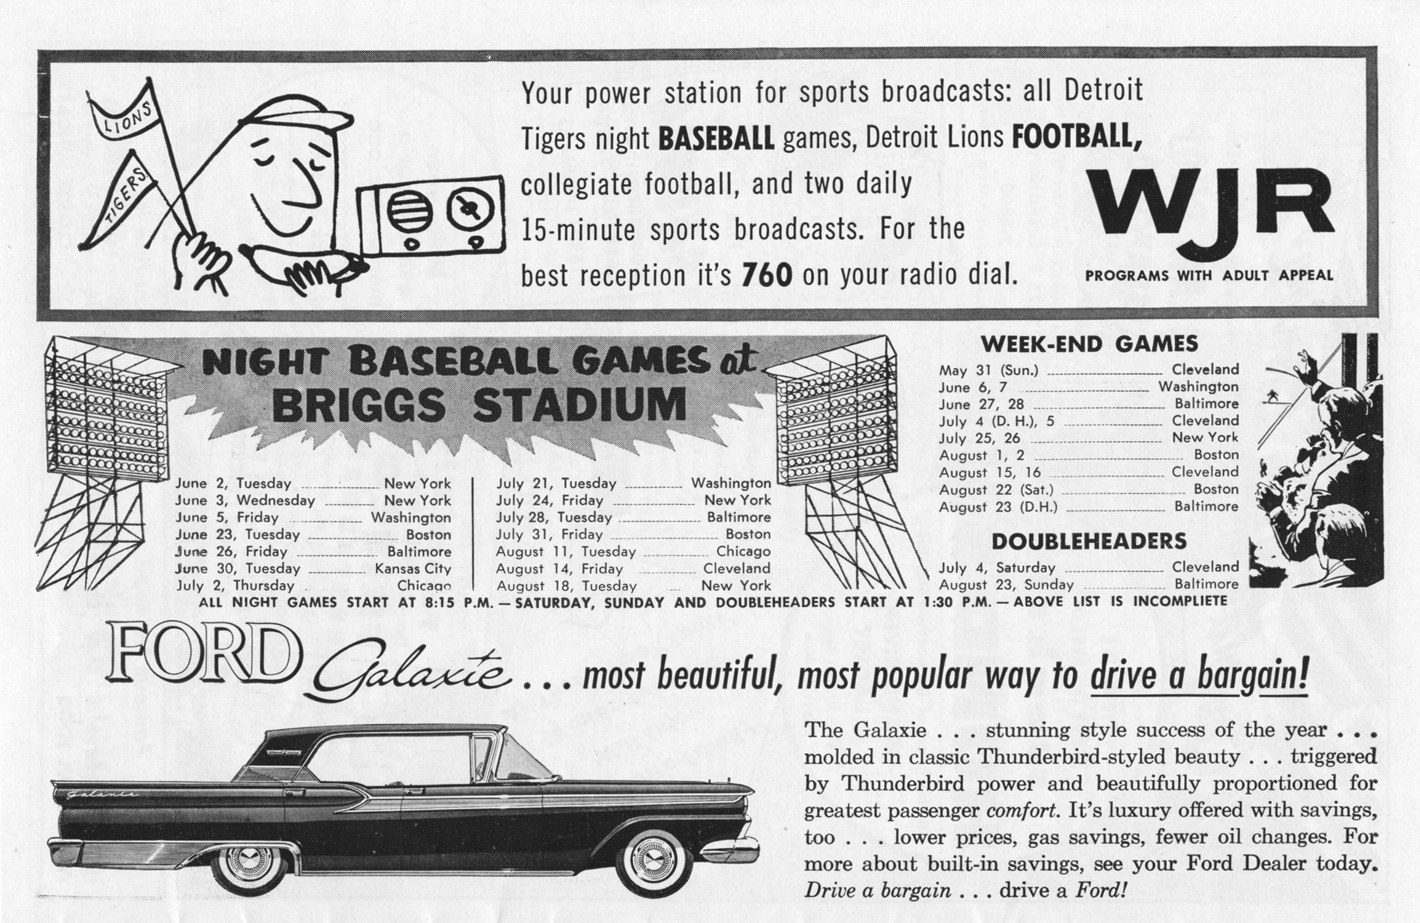 LIONS
TIGERS
Your power station for sports broadcasts: all Detroit
Tigers night BASEBALL games, Detroit Lions FOOTBALL,
collegiate football, and two daily
15-minute sports broadcasts. For the
best reception it's 760 on your radio dial.
WJR
PROGRAMS WITH ADULT APPEAL
NIGHT BASEBALL GAMES at
BRIGGS STADIUM
June 2, Tuesday New York
June 3, Wednesday New York
June 5, Friday Washington
June 23, Tuesday Boston
June 26, Friday Baltimore
June 30, Tuesday Kansas City
July 2, Thursday Chicago
July 21, Tuesday Washington
July 24, Friday New York
July 28, Tuesday Baltimore
July 31, Friday Boston
August 11, Tuesday Chicago
August 14, Friday Cleveland
August 18, Tuesday New York
WEEK-END GAMES
May 31 (Sun.) Cleveland
June 6, 7 Washington
June 27, 28 Baltimore
July 4 (D. H.), 5 Cleveland
July 25, 26 New York
August 1, 2 Boston
August 15, 16 Cleveland
August 22 (Sat.) Boston
August 23 (D.H.) Baltimore
DOUBLEHEADERS
July 4, Saturday Cleveland
August 23, Sunday Baltimore
ALL NIGHT GAMES START AT 8:15 P.M. — SATURDAY, SUNDAY AND DOUBLEHEADERS START AT 1:30 P.M. — ABOVE LIST IS INCOMPLIETE
FORD Galaxie . . . most beautiful, most popular way to drive a bargain!
Galaxie
The Galaxie . . . stunning style success of the year . . .
molded in classic Thunderbird-styled beauty . . . triggered
by Thunderbird power and beautifully proportioned for
greatest passenger comfort. It's luxury offered with savings,
too . . . lower prices, gas savings, fewer oil changes. For
more about built-in savings, see your Ford Dealer today.
Drive a bargain . . . drive a Ford!